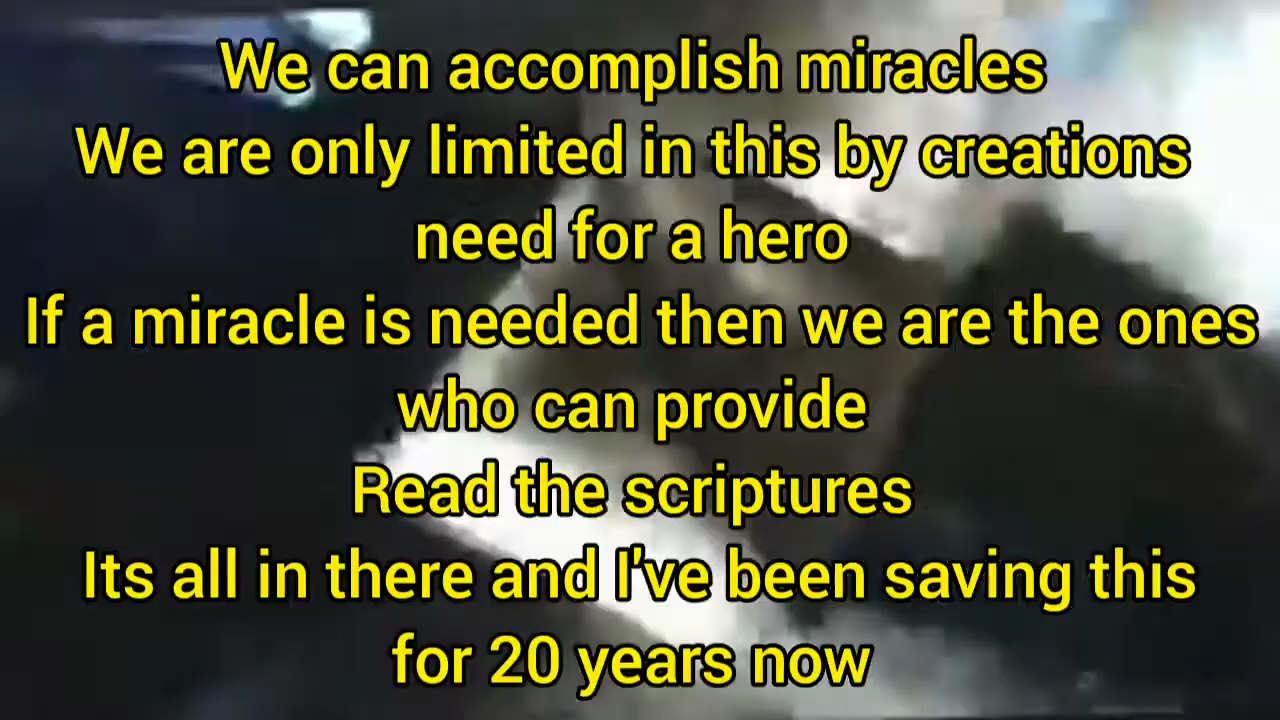 We can accomplish miracles
We are only limited in this by creations
need for a hero
If a miracle is needed then we are the ones
who can provide
Read the scriptures
Its all in there and I've been saving this
for 20 years now